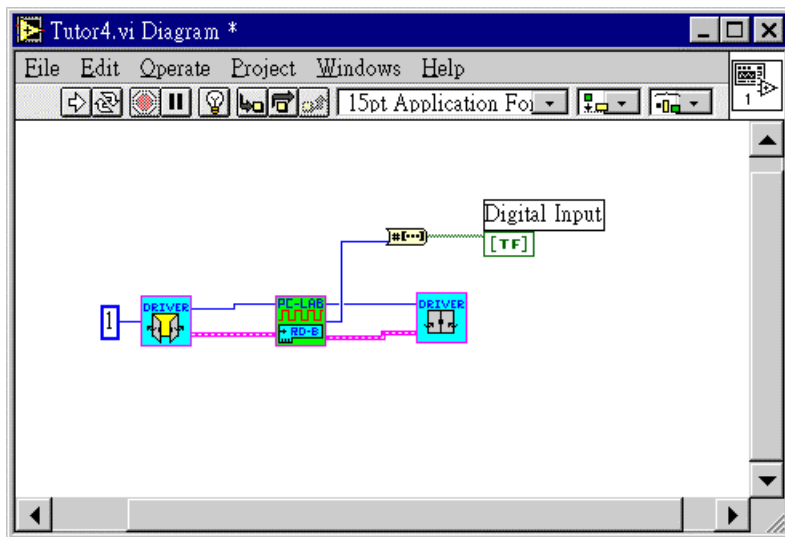 Tutor4.vi Diagram *
File Edit Operate Project Windows Help
15pt Application Fo
1
Digital Input
#[···]
[TF]
DRIVER
PC-LAB
DRIVER
1
RD-B